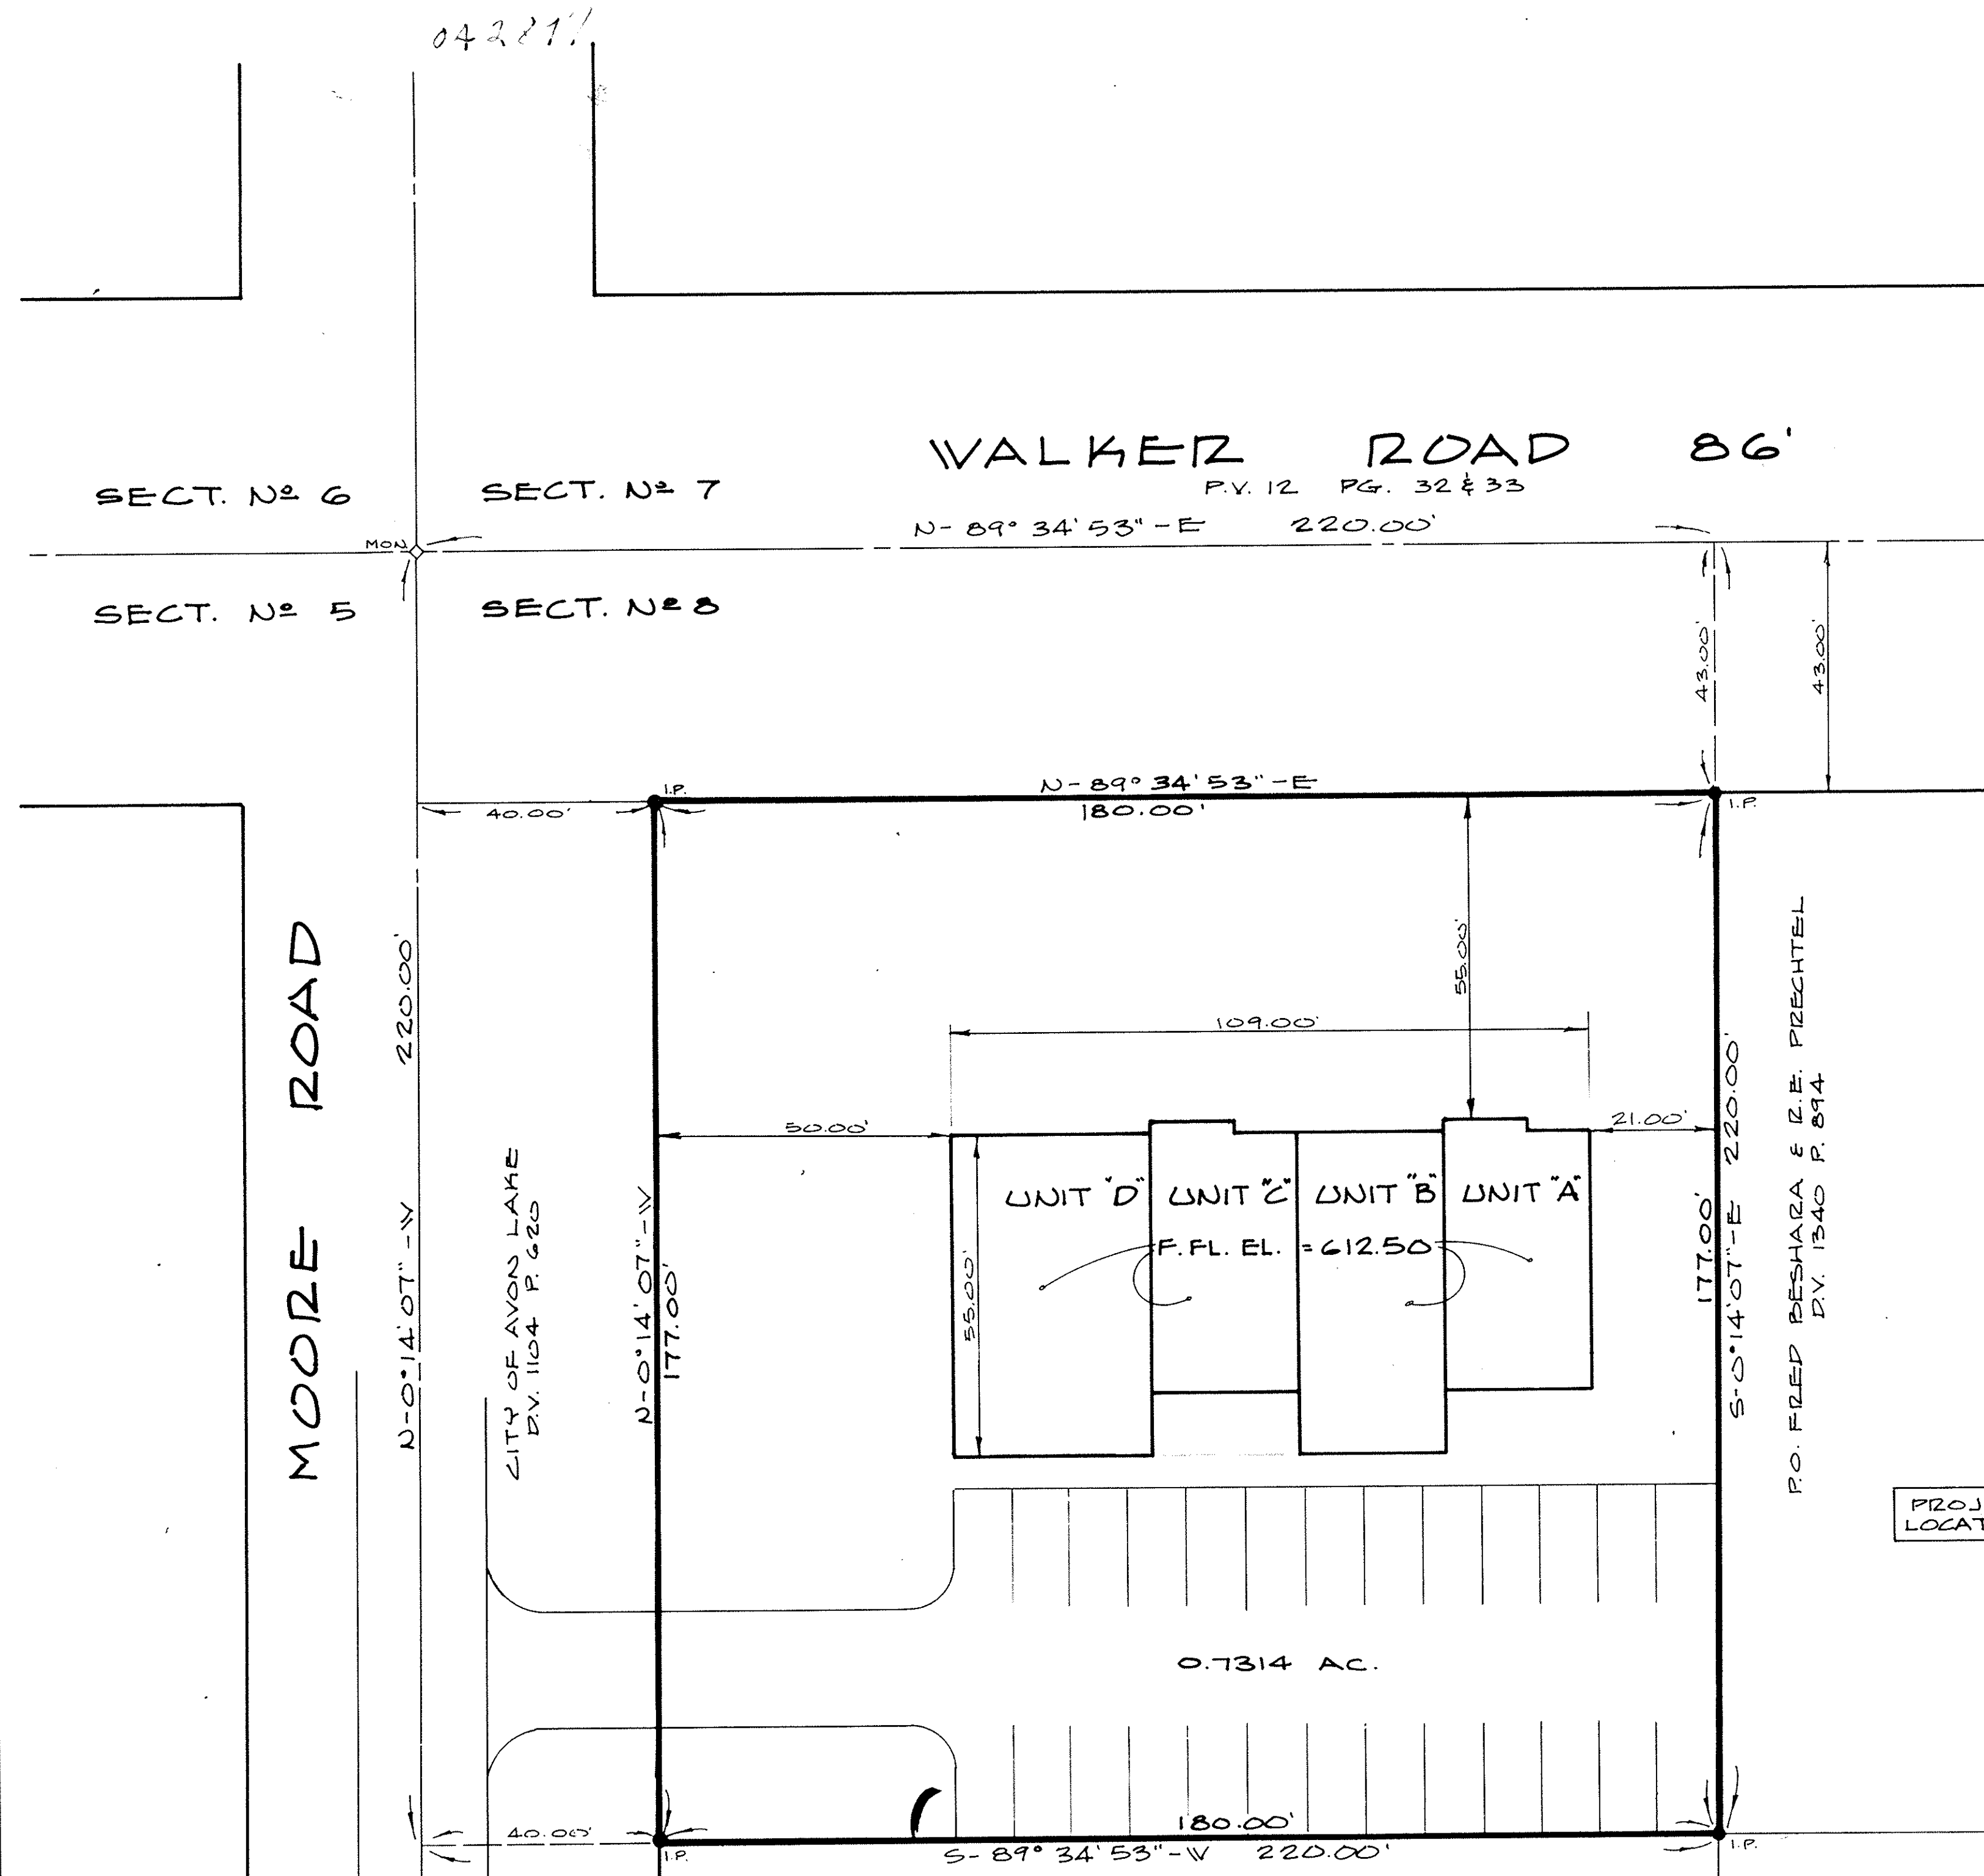 WALKER ROAD 86'
P.V. 12 PG. 32 & 33
SECT. Nº 6
SECT. Nº 7
N-89° 34' 53"-E 220.00'
MON
SECT. Nº 5
SECT. Nº 8
43.00'
43.00'
N-89° 34' 53"-E
180.00'
I.P.
I.P.
40.00'
55.00'
109.00'
50.00'
21.00'
UNIT "D"
UNIT "C"
UNIT "B"
UNIT "A"
F. FL. EL. = 612.50
55.00'
MOORE ROAD
N-0°14'07"-W 220.00'
CITY OF AVON LAKE
D.V. 1104 P. 620
N-0°14'07"-W
177.00'
177.00'
S-0°14'07"-E 220.00'
P.O. FRED BESHARA & R.E. PRECHTEL
D.V. 1340 P. 894
PROJ
LOCAT
0.7314 AC.
40.00'
180.00'
I.P.
S-89° 34' 53"-W 220.00'
I.P.